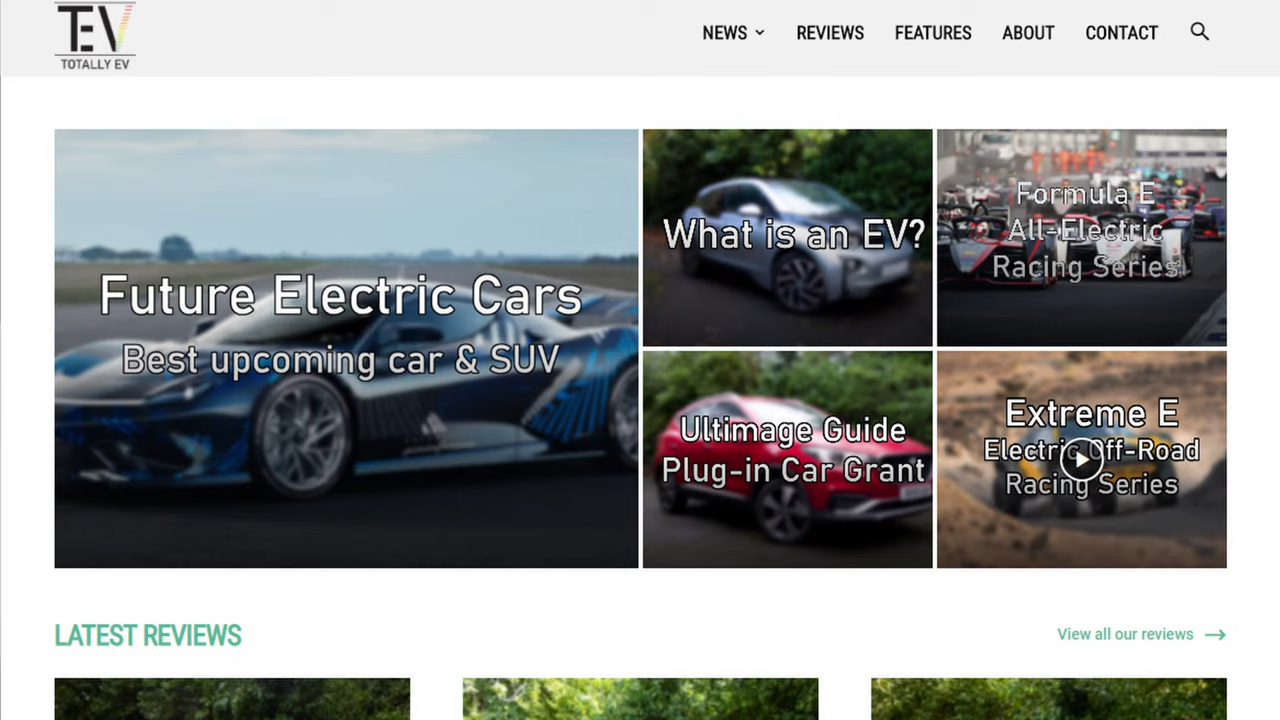 TEV
TOTALLY EV
NEWS
REVIEWS
FEATURES
ABOUT
CONTACT
Future Electric Cars
Best upcoming car & SUV
What is an EV?
Formula E
All-Electric
Racing Series
Ultimage Guide
Plug-in Car Grant
Extreme E
Electric Off-Road
Racing Series
LATEST REVIEWS
View all our reviews